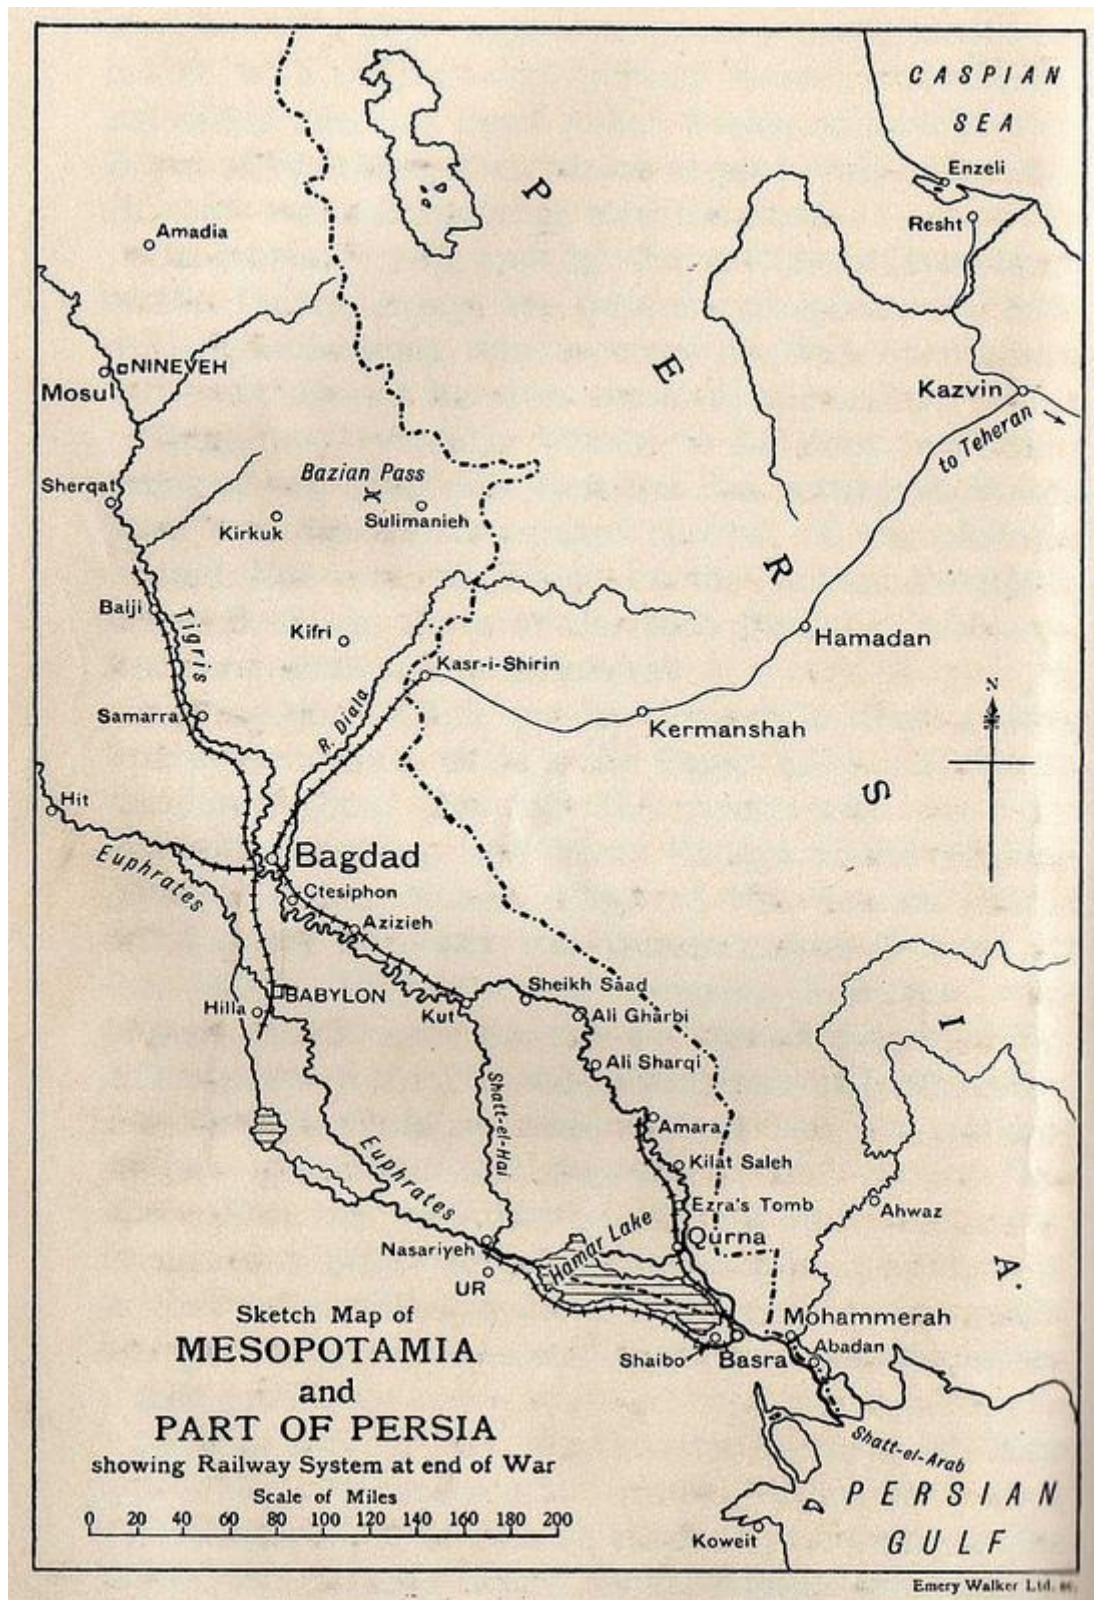 CASPIAN
SEA
Enzeli
Resht
P
Amadia
E
NINEVEH
Mosul
Kazvin
to Teheran
Bazian Pass
Sherqat
Sulimanieh
Kirkuk
R
Baiji
Tigris
Kifri
Hamadan
Kasr-i-Shirin
N
R. Diala
Samarra
Kermanshah
S
Hit
Bagdad
Euphrates
Ctesiphon
Azizieh
Sheikh Sâad
BABYLON
Hilla
Kut
Ali Gharbi
I
Ali Sharqi
Shatt-el-Hai
Amara
Euphrates
Kilat Saleh
Ezra's Tomb
Ahwaz
Hamar Lake
Qurna
Nasariyeh
UR
A.
Mohammerah
Abadan
Shaibo
Basra
Sketch Map of
MESOPOTAMIA
and
PART OF PERSIA
showing Railway System at end of War
Scale of Miles
0 20 40 60 80 100 120 140 160 180 200
Shatt-el-Arab
PERSIAN
GULF
Koweit
Emery Walker Ltd.